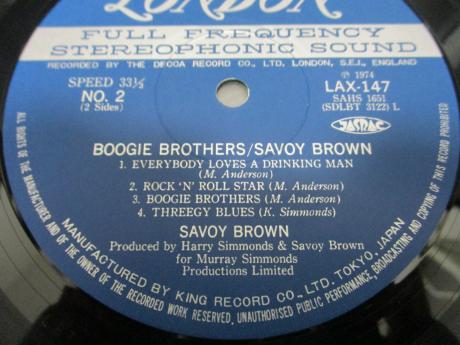 LONDON
FULL FREQUENCY
STEREOPHONIC SOUND
RECORDED BY THE DECCA RECORD CO., LTD., LONDON, S.E.I., ENGLAND
SPEED 33⅓
NO. 2
(2 Sides)
℗ 1974
LAX-147
SAHS 1651
(SDLBT 3122) L
JASRAC
BOOGIE BROTHERS/SAVOY BROWN
1. EVERYBODY LOVES A DRINKING MAN
(M. Anderson)
2. ROCK 'N' ROLL STAR (M. Anderson)
3. BOOGIE BROTHERS (M. Anderson)
4. THREEGY BLUES (K. Simmonds)
SAVOY BROWN
Produced by Harry Simmonds & Savoy Brown
for Murray Simmonds
Productions Limited
MANUFACTURED BY KING RECORD CO., LTD. TOKYO, JAPAN
ALL RIGHTS OF THE MANUFACTURER AND OF THE OWNER OF THE RECORDED WORK RESERVED. UNAUTHORISED PUBLIC PERFORMANCE, BROADCASTING AND COPYING OF THIS RECORD PROHIBITED